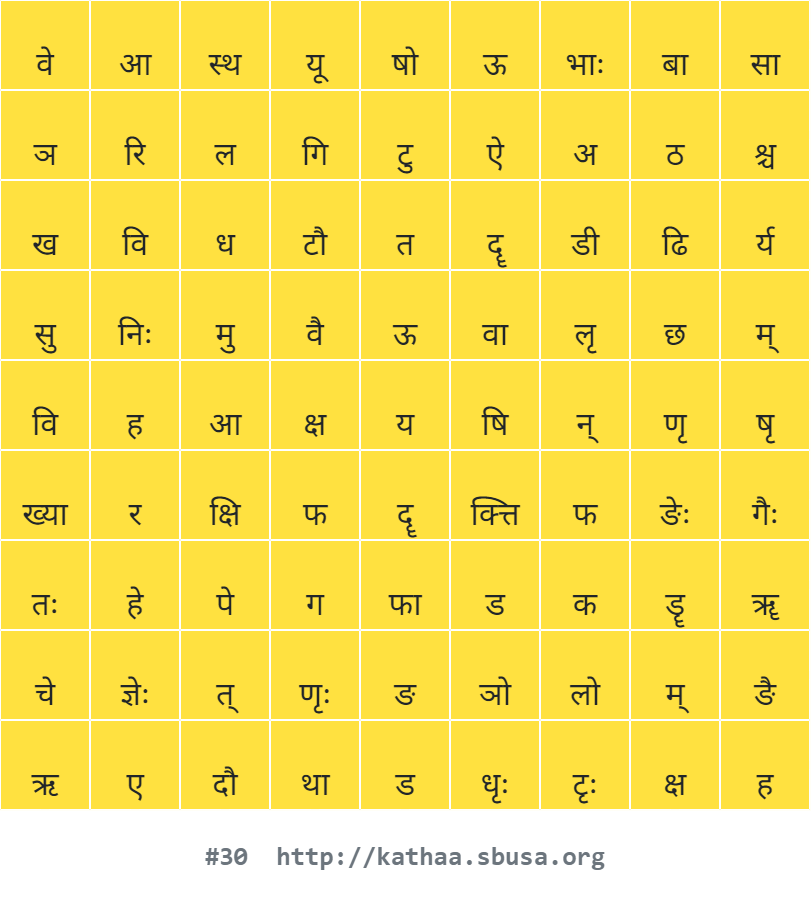 वे आ स्थ यू षो ऊ भाः बा सा
ञ रि ल गि टु ऐ अ ठ श्च
ख वि ध टौ त दॄ डी ढि र्य
सु निः मु वै ऊ वा लृ छ म्
वि ह आ क्ष य षि न् णृ षृ
ख्या र क्षि फ दॄ क्त्ति फ ङेः गैः
तः हे पे ग फा ड क ड़ॄ ॠ
चे ज्ञेः त् णृः ङ ञो लो म् ङै
ऋ ए दौ था ड धृः टृः क्ष ह
#30 http://kathaa.sbusa.org